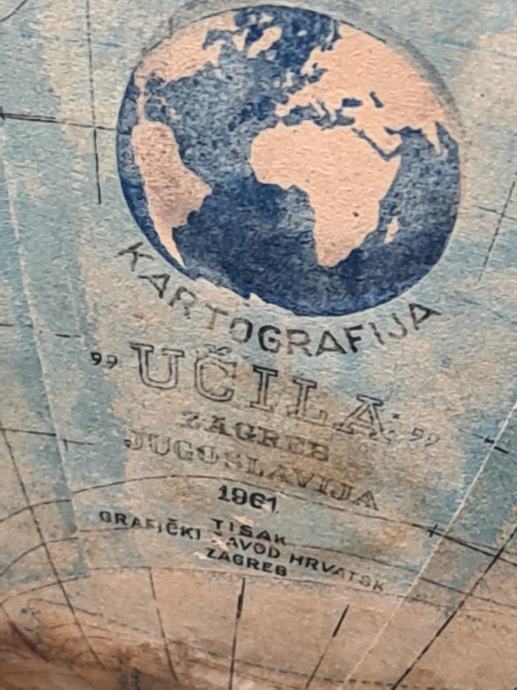 KARTOGRAFIJA
„UČILA"
ZAGREB
JUGOSLAVIJA
1961
TISAK
GRAFIČKI ZAVOD HRVATSK
ZAGREB